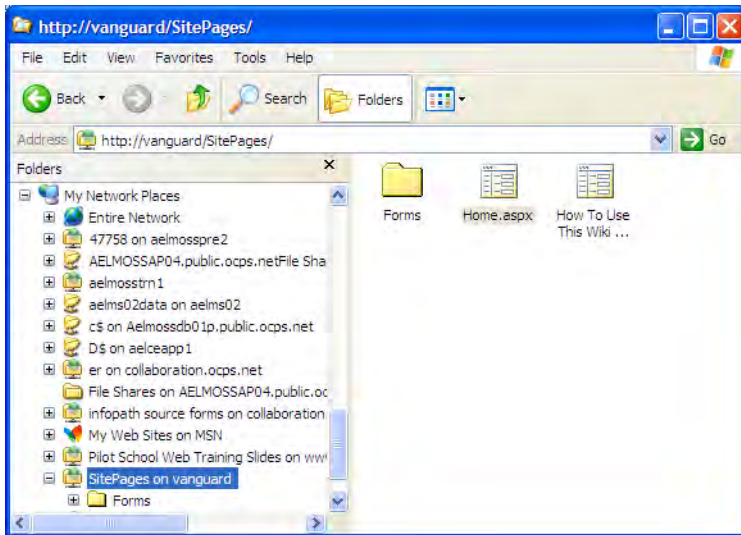 http://vanguard/SitePages/
File Edit View Favorites Tools Help
Back Search Folders
Address http://vanguard/SitePages/ Go
Folders
My Network Places
Entire Network
47758 on aelmosspre2
AELMOSSAP04.public.ocps.netFile Sha
aelmosstrn1
aelms02data on aelms02
c$ on Aelmossdb01p.public.ocps.net
D$ on aelceapp1
er on collaboration.ocps.net
File Shares on AELMOSSAP04.public.oc
infopath source forms on collaboration
My Web Sites on MSN
Pilot School Web Training Slides on www
SitePages on vanguard
Forms
Forms
Home.aspx
How To Use
This Wiki ...